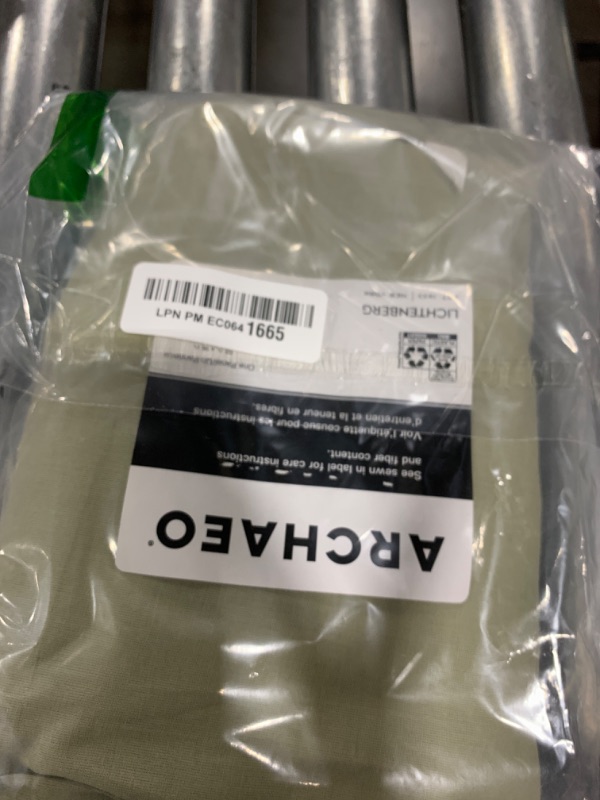 LPN PM EC064 1665
ARCHAEO®
See sewn in label for care instructions
and fiber content.
Voir l'étiquette cousue pour les instructions
d'entretien et la teneur en fibres.
LICHTENBERG